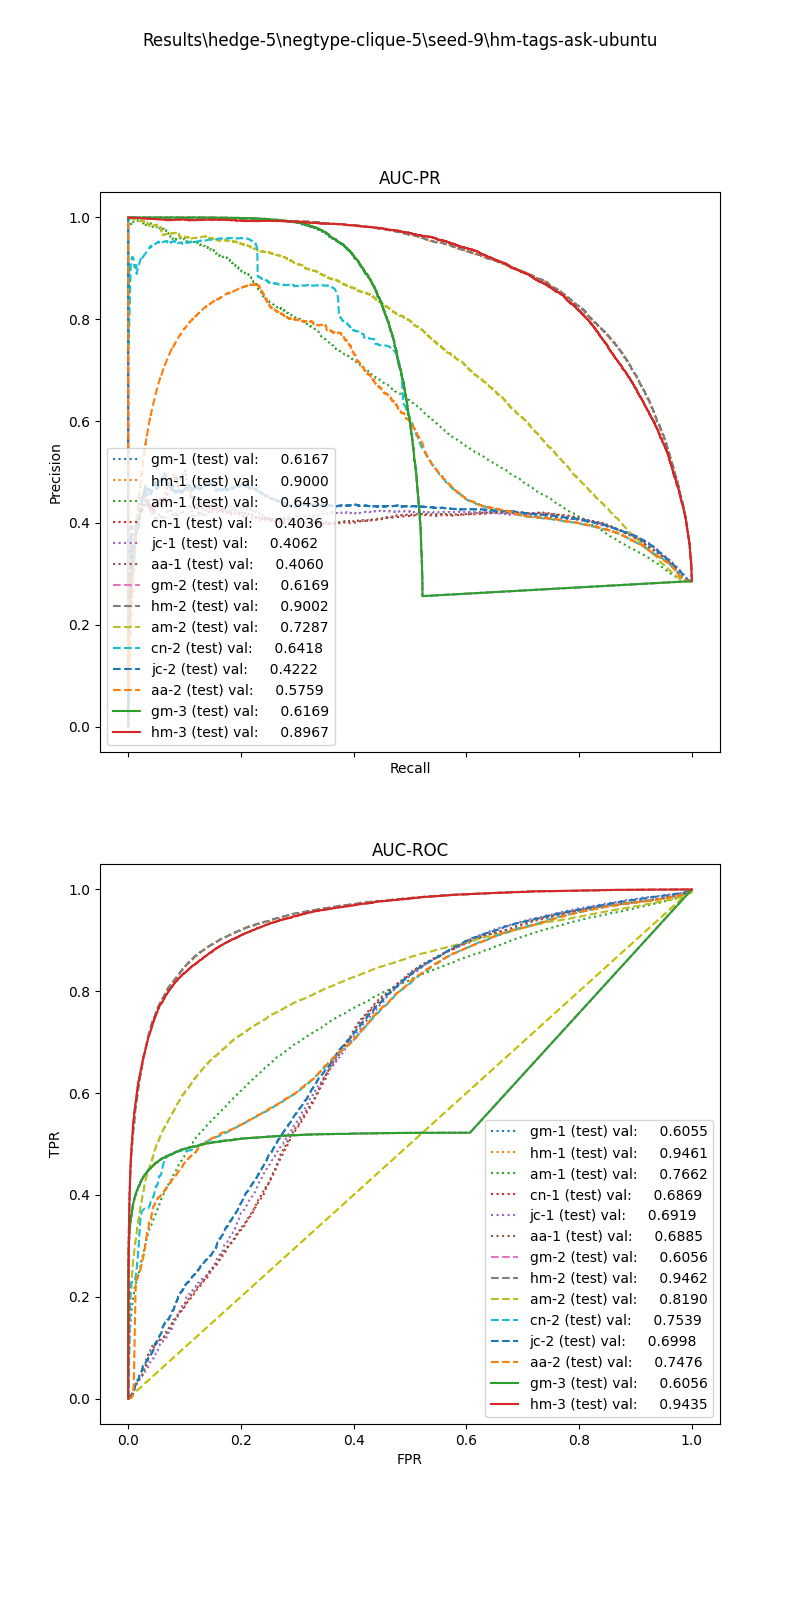 Results\hedge-5\negtype-clique-5\seed-9\hm-tags-ask-ubuntu
AUC-PR
1.0
0.8
0.6
0.4
0.2
0.0
Precision
gm-1 (test) val: 0.6167
hm-1 (test) val: 0.9000
am-1 (test) val: 0.6439
cn-1 (test) val: 0.4036
jc-1 (test) val: 0.4062
aa-1 (test) val: 0.4060
gm-2 (test) val: 0.6169
hm-2 (test) val: 0.9002
am-2 (test) val: 0.7287
cn-2 (test) val: 0.6418
jc-2 (test) val: 0.4222
aa-2 (test) val: 0.5759
gm-3 (test) val: 0.6169
hm-3 (test) val: 0.8967
Recall
AUC-ROC
1.0
0.8
0.6
0.4
0.2
0.0
TPR
gm-1 (test) val: 0.6055
hm-1 (test) val: 0.9461
am-1 (test) val: 0.7662
cn-1 (test) val: 0.6869
jc-1 (test) val: 0.6919
aa-1 (test) val: 0.6885
gm-2 (test) val: 0.6056
hm-2 (test) val: 0.9462
am-2 (test) val: 0.8190
cn-2 (test) val: 0.7539
jc-2 (test) val: 0.6998
aa-2 (test) val: 0.7476
gm-3 (test) val: 0.6056
hm-3 (test) val: 0.9435
0.0 0.2 0.4 0.6 0.8 1.0
FPR